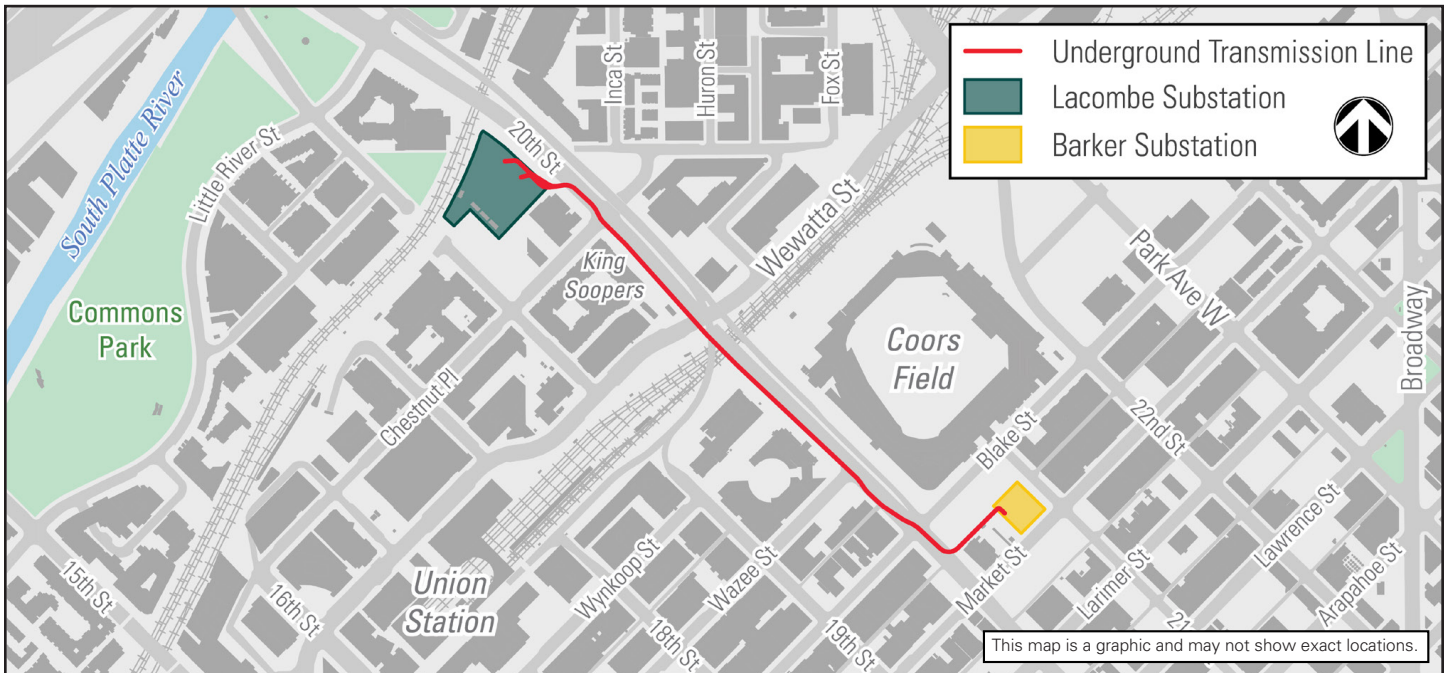 Underground Transmission Line
Lacombe Substation
Barker Substation
South Platte River
Little River St
Commons
Park
20th St
Inca St
Huron St
Fox St
King
Soopers
Wewatta St
Chestnut Pl
Coors
Field
Park Ave W
Broadway
Blake St
22nd St
Market St
Larimer St
Lawrence St
Arapahoe St
21
15th St
16th St
Union
Station
Wynkoop St
Wazee St
18th St
19th St
This map is a graphic and may not show exact locations.